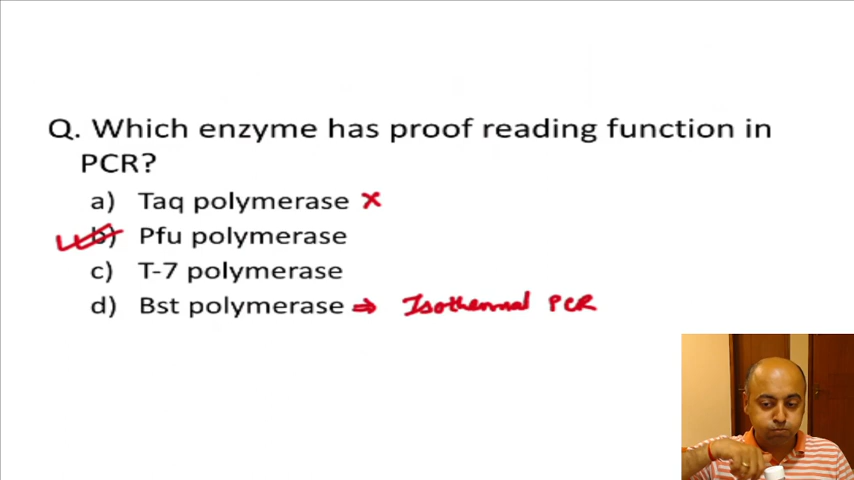 Q. Which enzyme has proof reading function in
PCR?
a) Taq polymerase x
b) Pfu polymerase
c) T-7 polymerase
d) Bst polymerase ⇒ Isothermal PCR